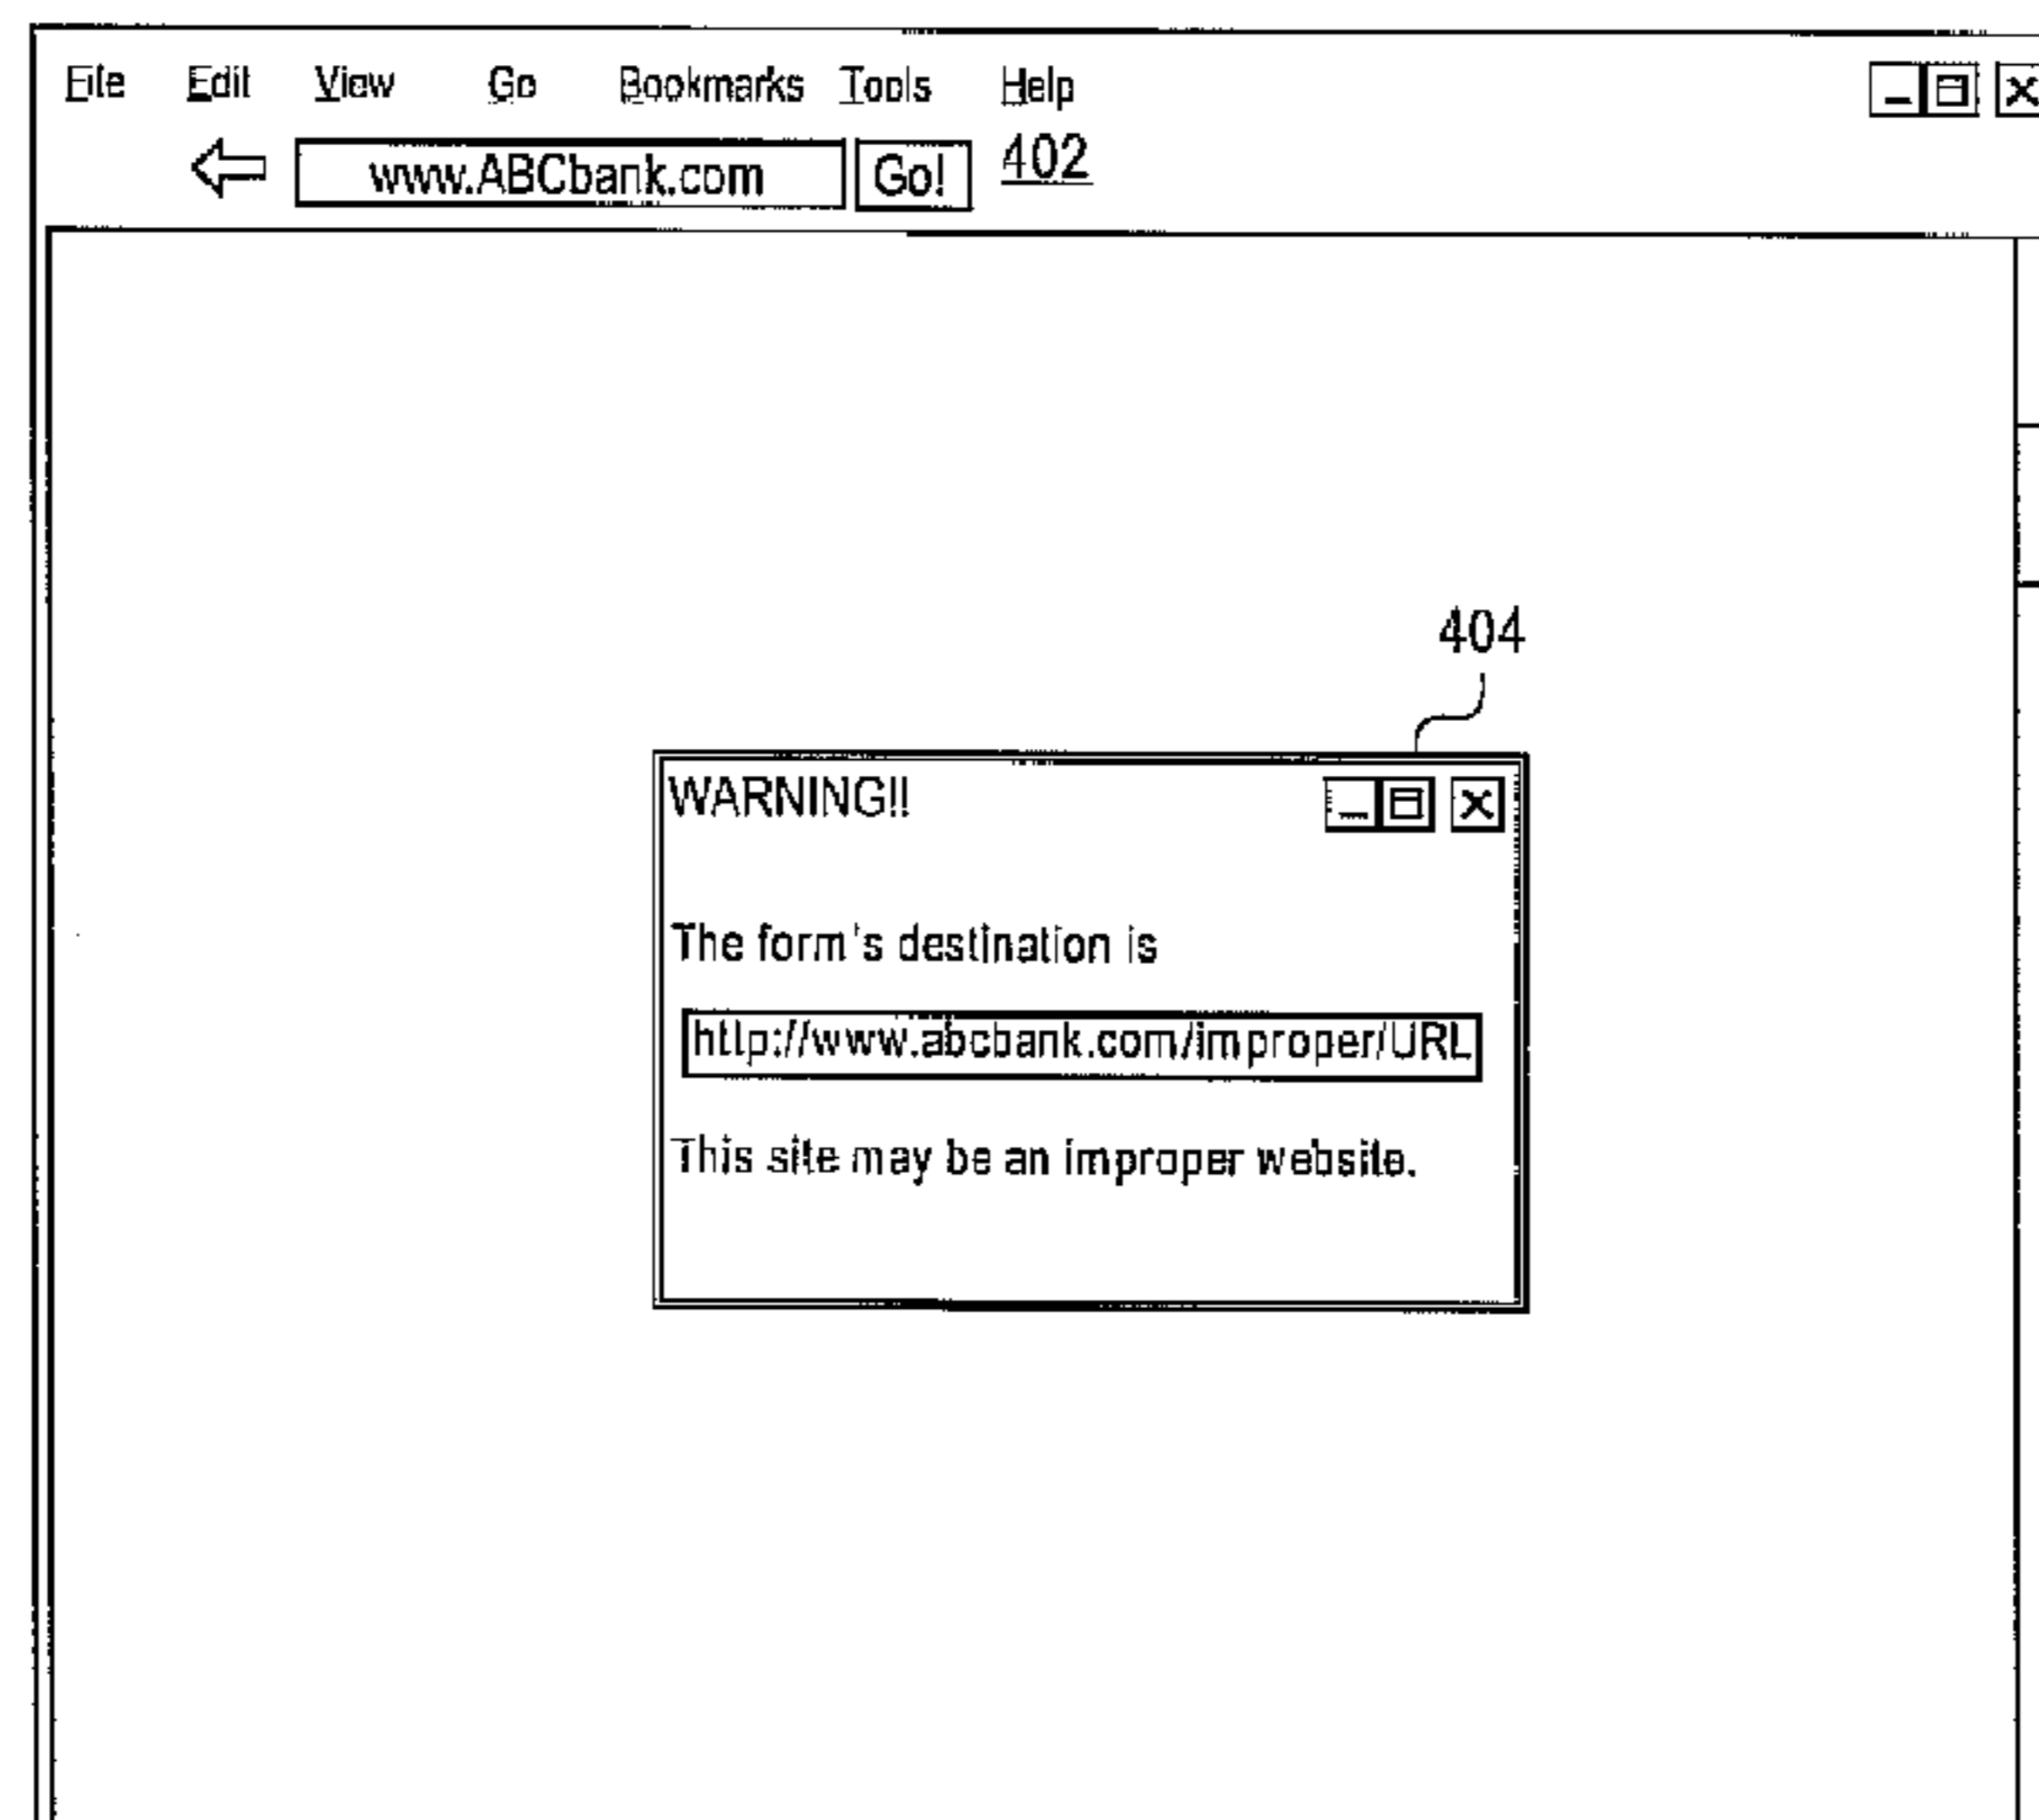 File Edit View Go Bookmarks Tools Help
www.ABCbank.com Go! 402
404
WARNING!!
The form's destination is
http://www.abcbank.com/improper/URL
This site may be an improper website.